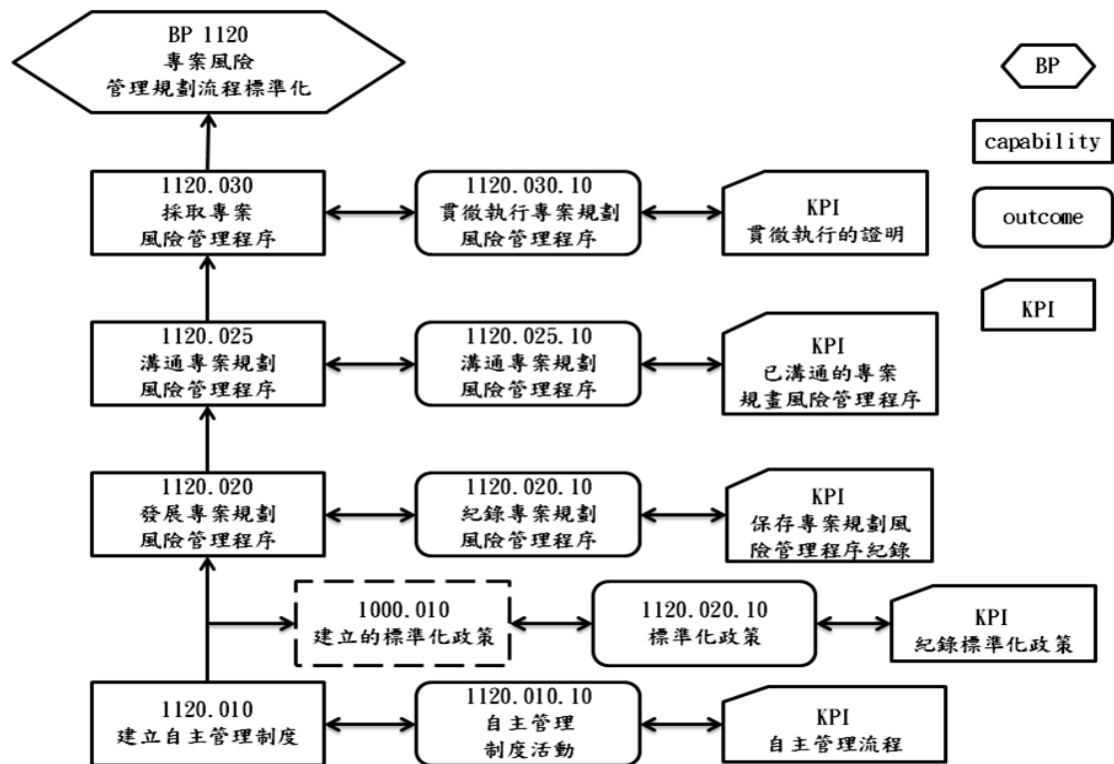 BP 1120
專案風險
管理規劃流程標準化
BP
capability
outcome
KPI
1120.030
採取專案
風險管理程序
1120.030.10
貫徹執行專案規劃
風險管理程序
KPI
貫徹執行的證明
1120.025
溝通專案規劃
風險管理程序
1120.025.10
溝通專案規劃
風險管理程序
KPI
已溝通的專案
規畫風險管理程序
1120.020
發展專案規劃
風險管理程序
1120.020.10
紀錄專案規劃
風險管理程序
KPI
保存專案規劃風
險管理程序紀錄
1000.010
建立的標準化政策
1120.020.10
標準化政策
KPI
紀錄標準化政策
1120.010
建立自主管理制度
1120.010.10
自主管理
制度活動
KPI
自主管理流程